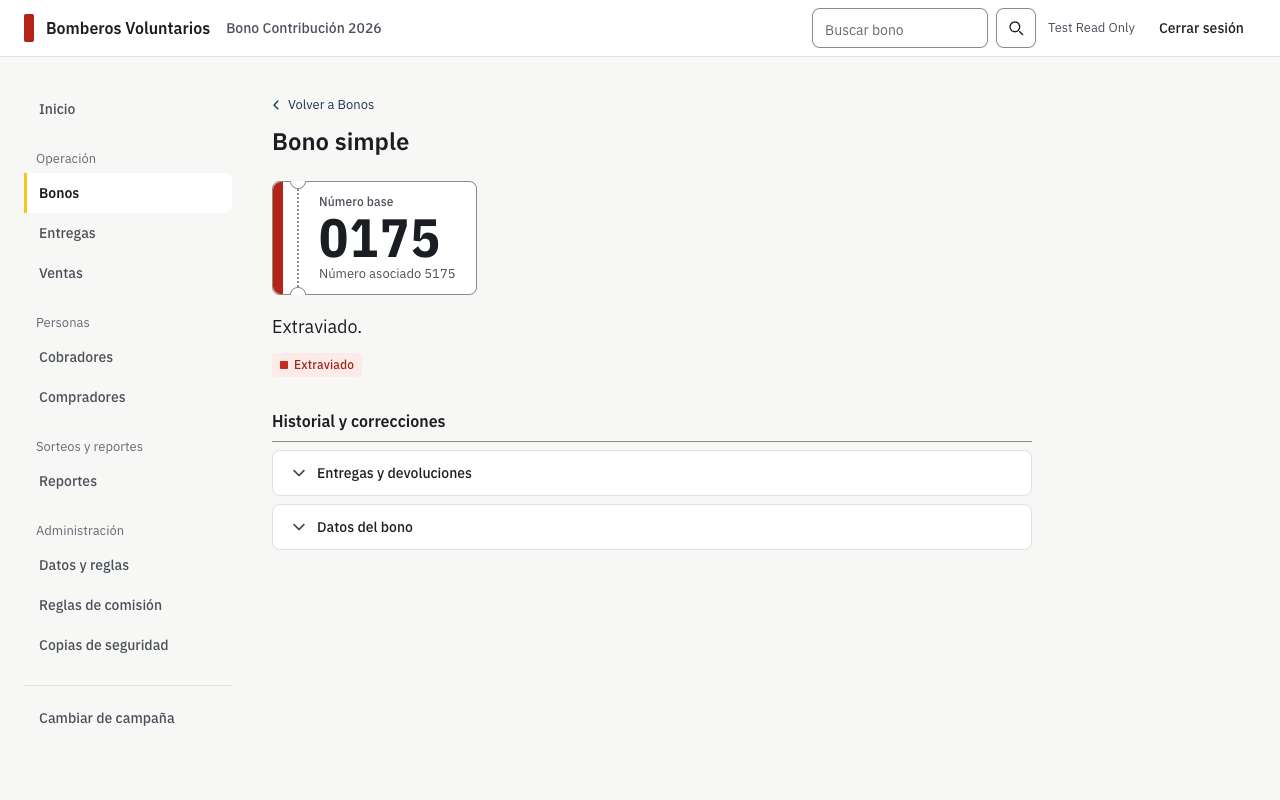 Bomberos Voluntarios
Bono Contribución 2026
Buscar bono
Test Read Only
Cerrar sesión
Inicio
Operación
Bonos
Entregas
Ventas
Personas
Cobradores
Compradores
Sorteos y reportes
Reportes
Administración
Datos y reglas
Reglas de comisión
Copias de seguridad
Cambiar de campaña
Volver a Bonos
Bono simple
Número base
0175
Número asociado 5175
Extraviado.
Extraviado
Historial y correcciones
Entregas y devoluciones
Datos del bono